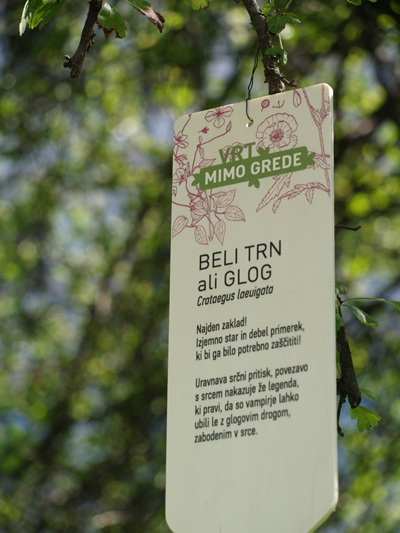 VRT
MIMO GREDE
BELI TRN
ali GLOG
Crataegus laeuigata
Najden zaklad!
Izjemno star in debel primerek,
ki bi ga bilo potrebno zaščititi!
Uravnava srčni pritisk, povezavo
s srcem nakazuje že legenda,
ki pravi, da so vampirje lahko
ubili le z glogovim drogom,
zabodenim v srce.